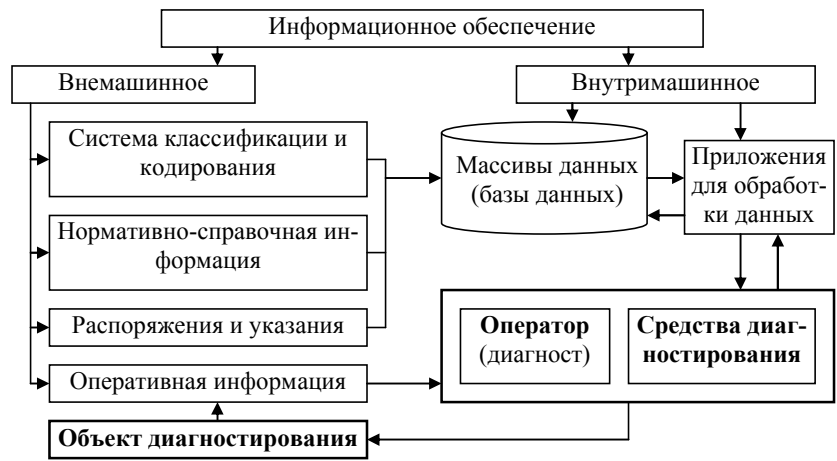 Информационное обеспечение
Внемашинное
Внутримашинное
Система классификации и
кодирования
Нормативно-справочная ин-
формация
Распоряжения и указания
Оперативная информация
Объект диагностирования
Массивы данных
(базы данных)
Приложения
для обработ-
ки данных
Оператор
(диагност)
Средства диаг-
ностирования